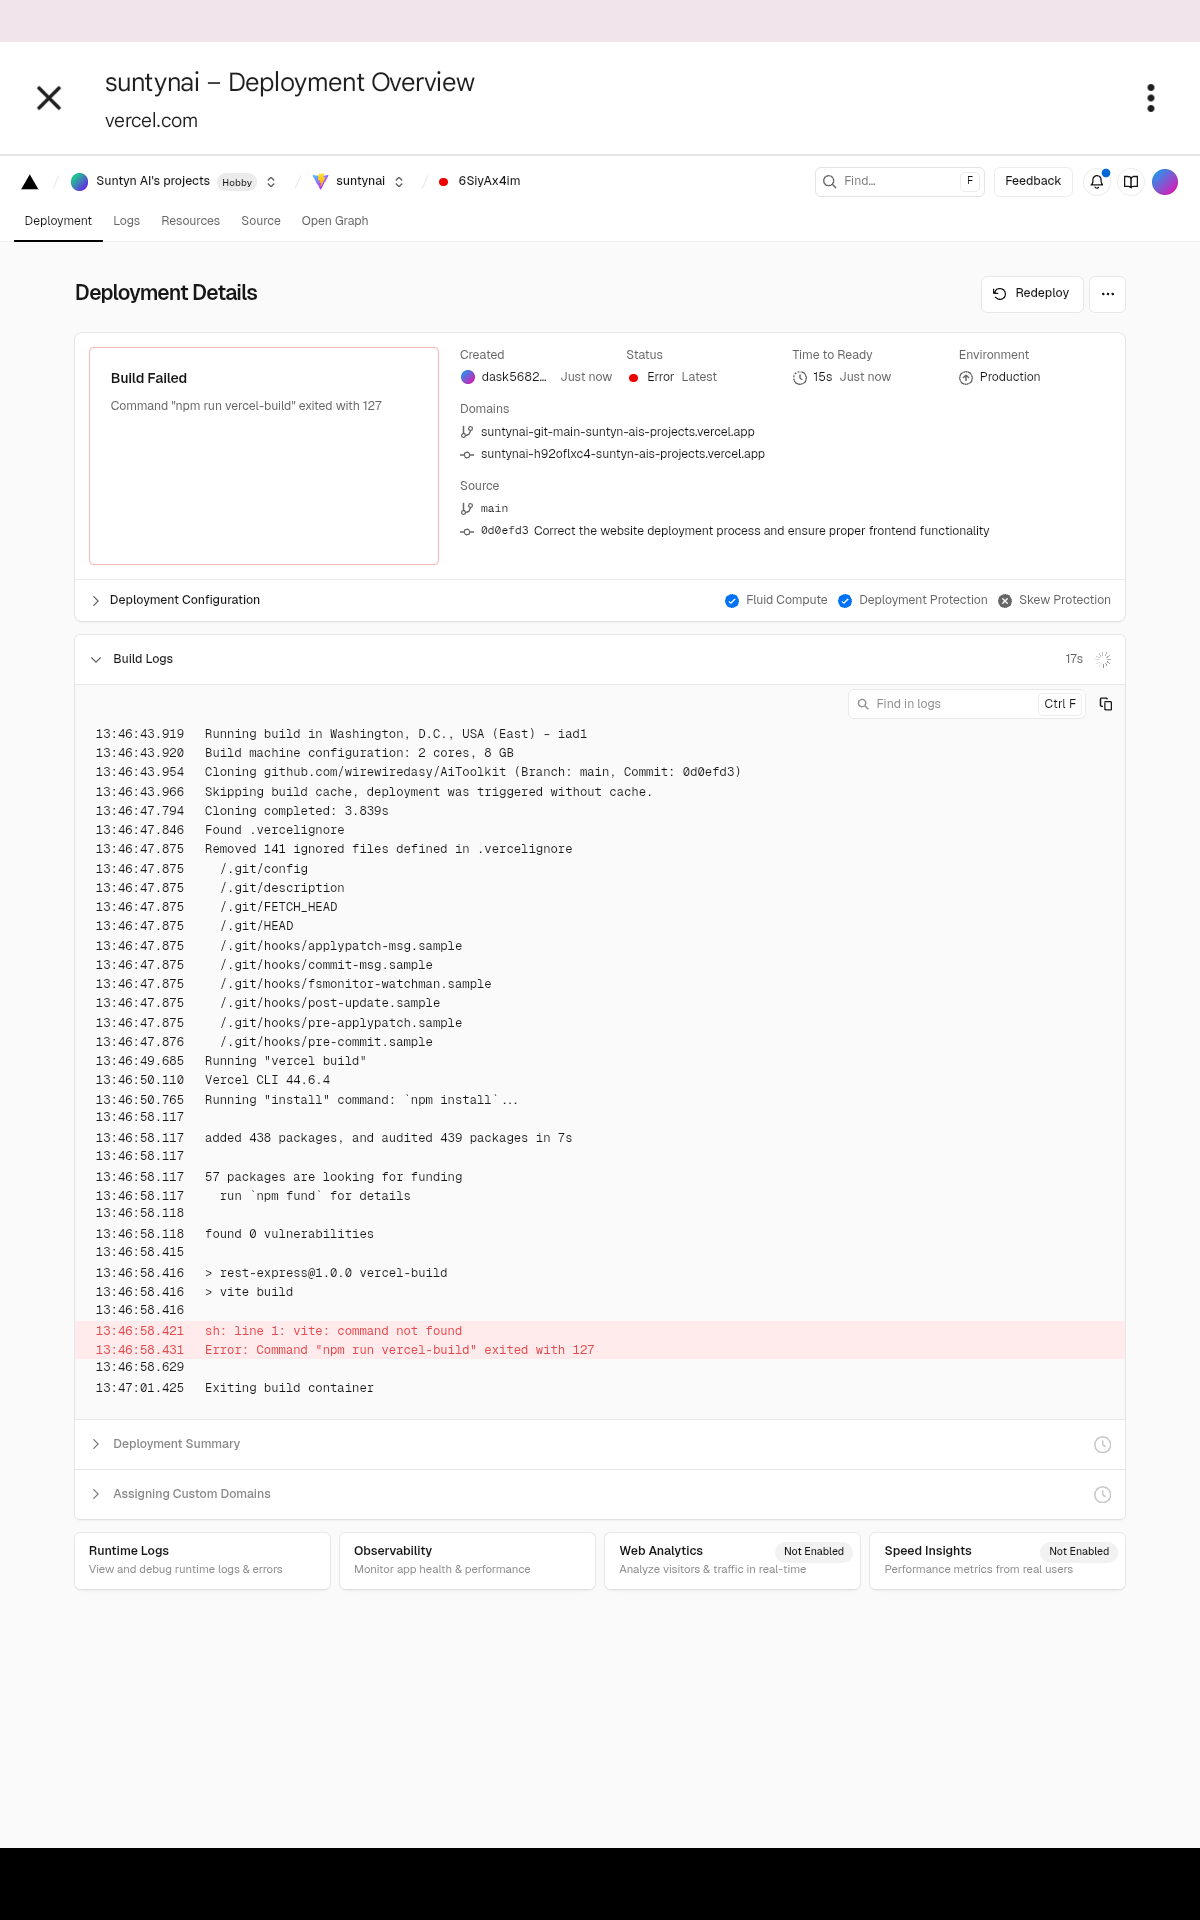 suntynai – Deployment Overview
vercel.com
Suntyn AI's projects Hobby / suntynai / 6SiyAx4im
Find... F Feedback
Deployment Logs Resources Source Open Graph
Deployment Details
Redeploy
Build Failed
Command "npm run vercel-build" exited with 127
Created Status Time to Ready Environment
dask5682... Just now Error Latest 15s Just now Production
Domains
suntynai-git-main-suntyn-ais-projects.vercel.app
suntynai-h92oflxc4-suntyn-ais-projects.vercel.app
Source
main
0d0efd3 Correct the website deployment process and ensure proper frontend functionality
Deployment Configuration Fluid Compute Deployment Protection Skew Protection
Build Logs 17s
Find in logs Ctrl F
13:46:43.919 Running build in Washington, D.C., USA (East) – iad1
13:46:43.920 Build machine configuration: 2 cores, 8 GB
13:46:43.954 Cloning github.com/wirewiredasy/AiToolkit (Branch: main, Commit: 0d0efd3)
13:46:43.966 Skipping build cache, deployment was triggered without cache.
13:46:47.794 Cloning completed: 3.839s
13:46:47.846 Found .vercelignore
13:46:47.875 Removed 141 ignored files defined in .vercelignore
13:46:47.875 /.git/config
13:46:47.875 /.git/description
13:46:47.875 /.git/FETCH_HEAD
13:46:47.875 /.git/HEAD
13:46:47.875 /.git/hooks/applypatch-msg.sample
13:46:47.875 /.git/hooks/commit-msg.sample
13:46:47.875 /.git/hooks/fsmonitor-watchman.sample
13:46:47.875 /.git/hooks/post-update.sample
13:46:47.875 /.git/hooks/pre-applypatch.sample
13:46:47.876 /.git/hooks/pre-commit.sample
13:46:49.685 Running "vercel build"
13:46:50.110 Vercel CLI 44.6.4
13:46:50.765 Running "install" command: `npm install`...
13:46:58.117
13:46:58.117 added 438 packages, and audited 439 packages in 7s
13:46:58.117
13:46:58.117 57 packages are looking for funding
13:46:58.117 run `npm fund` for details
13:46:58.118
13:46:58.118 found 0 vulnerabilities
13:46:58.415
13:46:58.416 > rest-express@1.0.0 vercel-build
13:46:58.416 > vite build
13:46:58.416
13:46:58.421 sh: line 1: vite: command not found
13:46:58.431 Error: Command "npm run vercel-build" exited with 127
13:46:58.629
13:47:01.425 Exiting build container
Deployment Summary
Assigning Custom Domains
Runtime Logs
View and debug runtime logs & errors
Observability
Monitor app health & performance
Web Analytics Not Enabled
Analyze visitors & traffic in real-time
Speed Insights Not Enabled
Performance metrics from real users